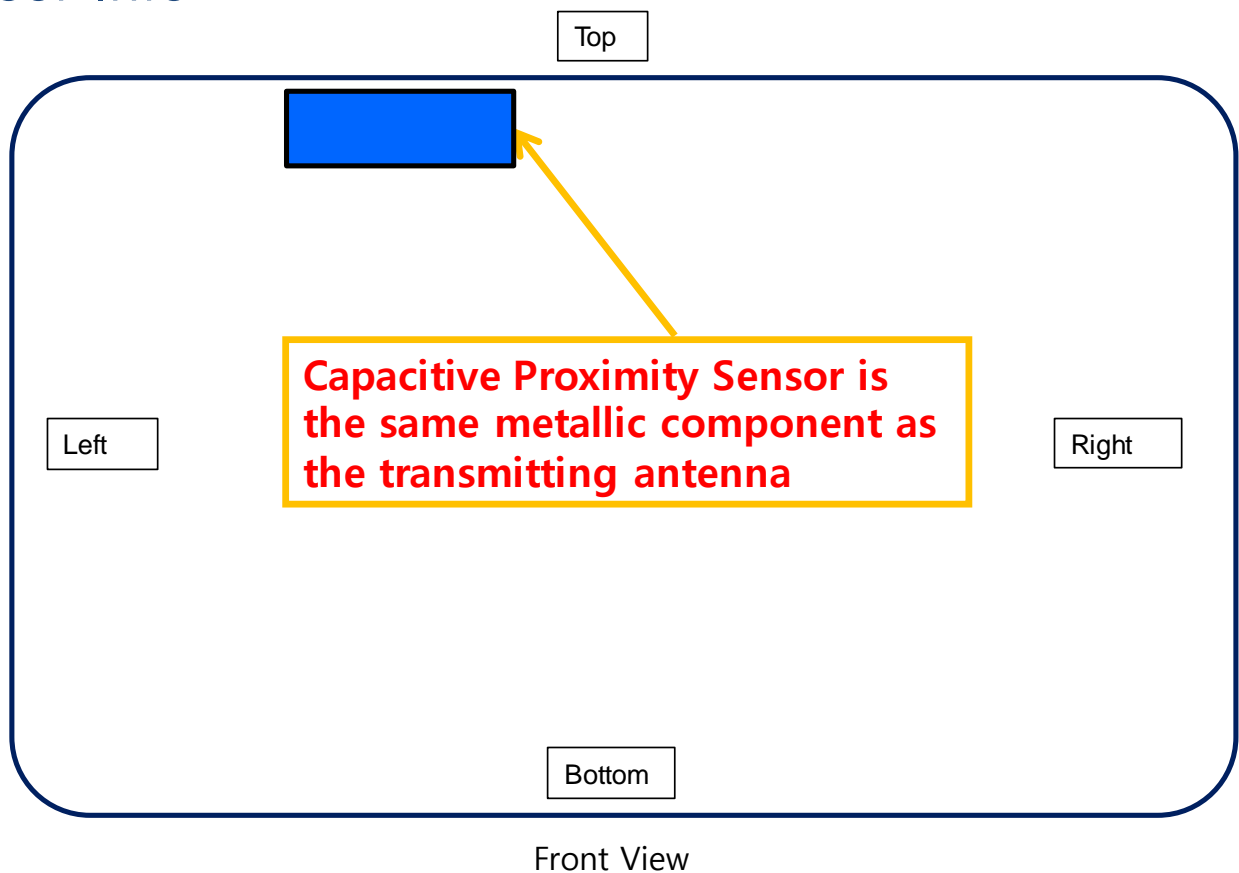 Top
Capacitive Proximity Sensor is
the same metallic component as
the transmitting antenna
Left
Right
Bottom
Front View